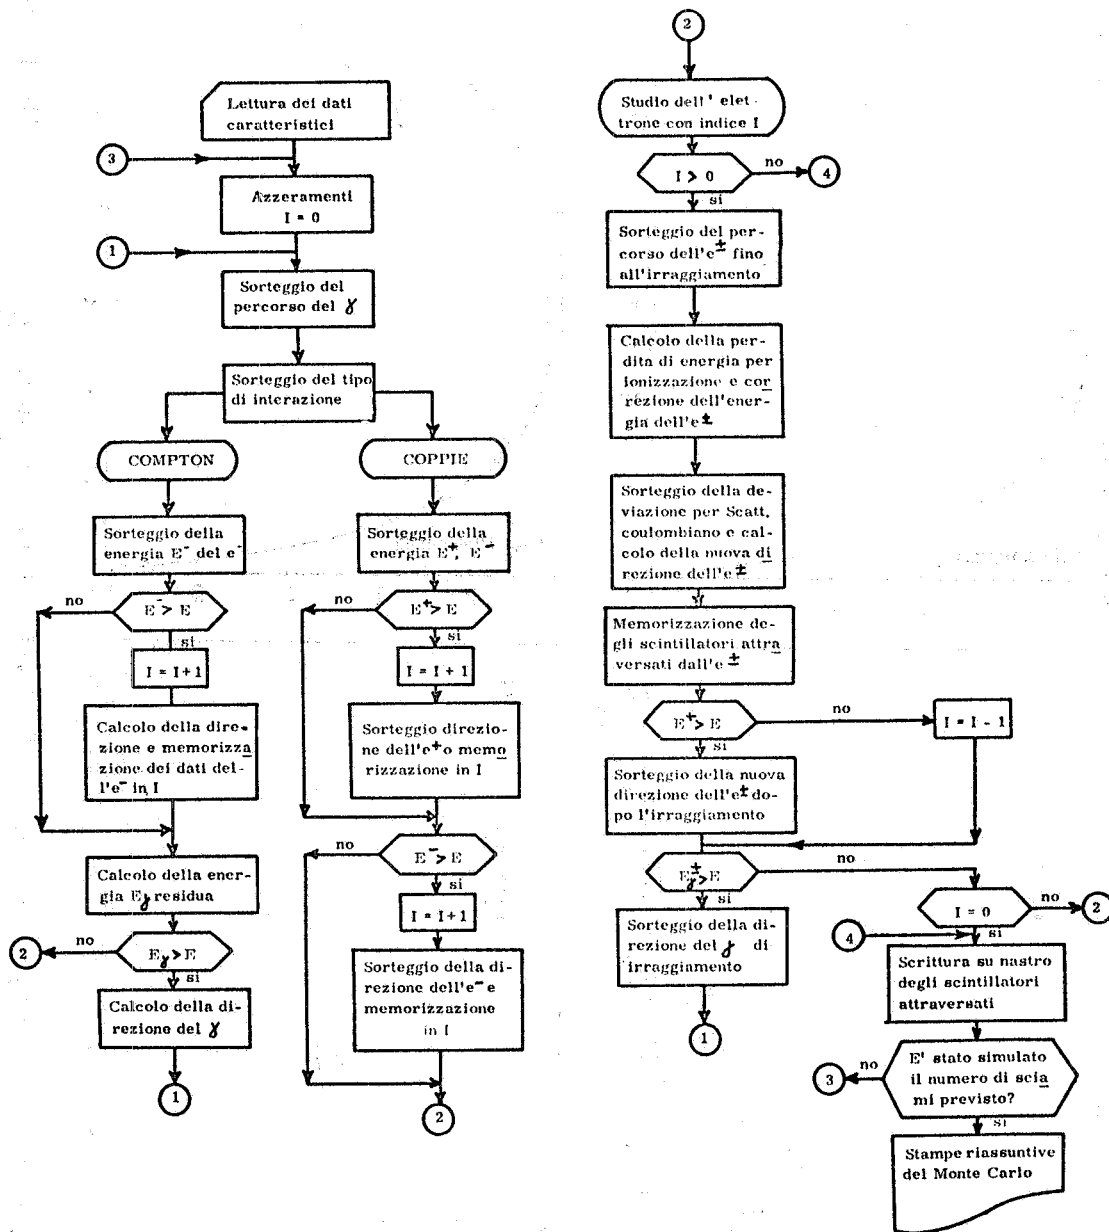 Lettura dei dati
caratteristici
3
Azzeramenti
I = 0
1
Sorteggio del
percorso del γ
Sorteggio del tipo
di interazione
COMPTON
COPPIE
Sorteggio della
energia E⁻ del e⁻
Sorteggio della
energia E⁺, E⁻
no
E⁻> E
si
no
E⁺> E
si
I = I+1
I = I + 1
Calcolo della dire-
zione e memorizza
zione dei dati del-
l'e⁻ in I
Sorteggio direzio
ne dell'e⁺o memo
rizzazione in I
no
E⁻> E
si
Calcolo della ener-
gia Eγ residua
I = I+1
2
no
Eγ>E
si
Sorteggio della di-
rezione dell'e⁻ e
memorizzazione
in I
Calcolo della di-
rezione del γ
1
2
2
Studio dell' elet-
trone con indice I
I > 0
no
4
si
Sorteggio del per-
corso dell'e± fino
all'irraggiamento
Calcolo della per-
dita di energia per
ionizzazione e cor
rezione dell'ener-
gia dell'e±
Sorteggio della de-
viazione per Scatt.
coulombiano e cal-
colo della nuova di
rezione dell'e±
Memorizzazione de-
gli scintillatori attra
versati dall'e±
E⁺> E
no
I = I - 1
si
Sorteggio della nuova
direzione dell'e± do-
po l'irraggiamento
Eγ±>E
no
si
I = 0
no
2
Sorteggio della di-
rezione del γ di
irraggiamento
1
4
si
Scrittura su nastro
degli scintillatori
attraversati
3
no
E' stato simulato
il numero di scia
mi previsto?
si
Stampe riassuntive
del Monte Carlo